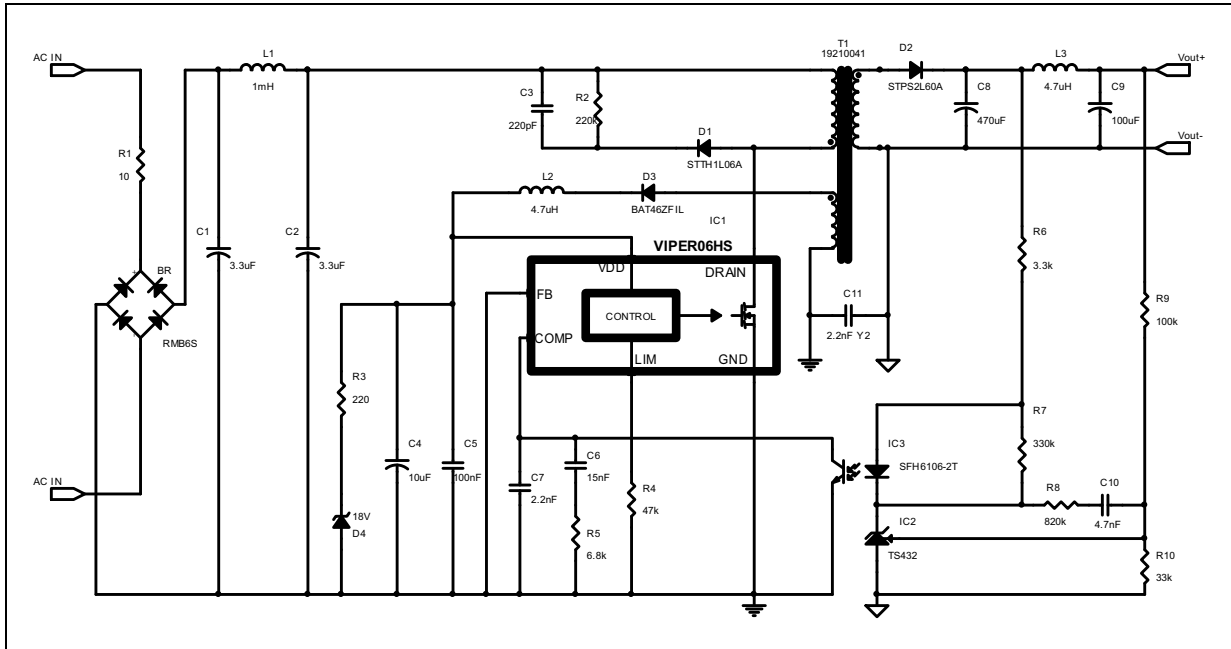 AC IN
R1
10
BR
RMB6S
AC IN
L1
1mH
C1
3.3uF
C2
3.3uF
C3
220pF
R2
220k
D1
STTH1L06A
L2
4.7uH
D3
BAT46ZFIL
IC1
VIPER06HS
VDD
DRAIN
FB
CONTROL
COMP
LIM
GND
T1
19210041
D2
STPS2L60A
C8
470uF
L3
4.7uH
C9
100uF
Vout+
Vout-
C11
2.2nF Y2
R6
3.3k
R9
100k
R3
220
18V
D4
C4
10uF
C5
100nF
C7
2.2nF
C6
15nF
R5
6.8k
R4
47k
IC3
SFH6106-2T
R7
330k
R8
820k
C10
4.7nF
IC2
TS432
R10
33k